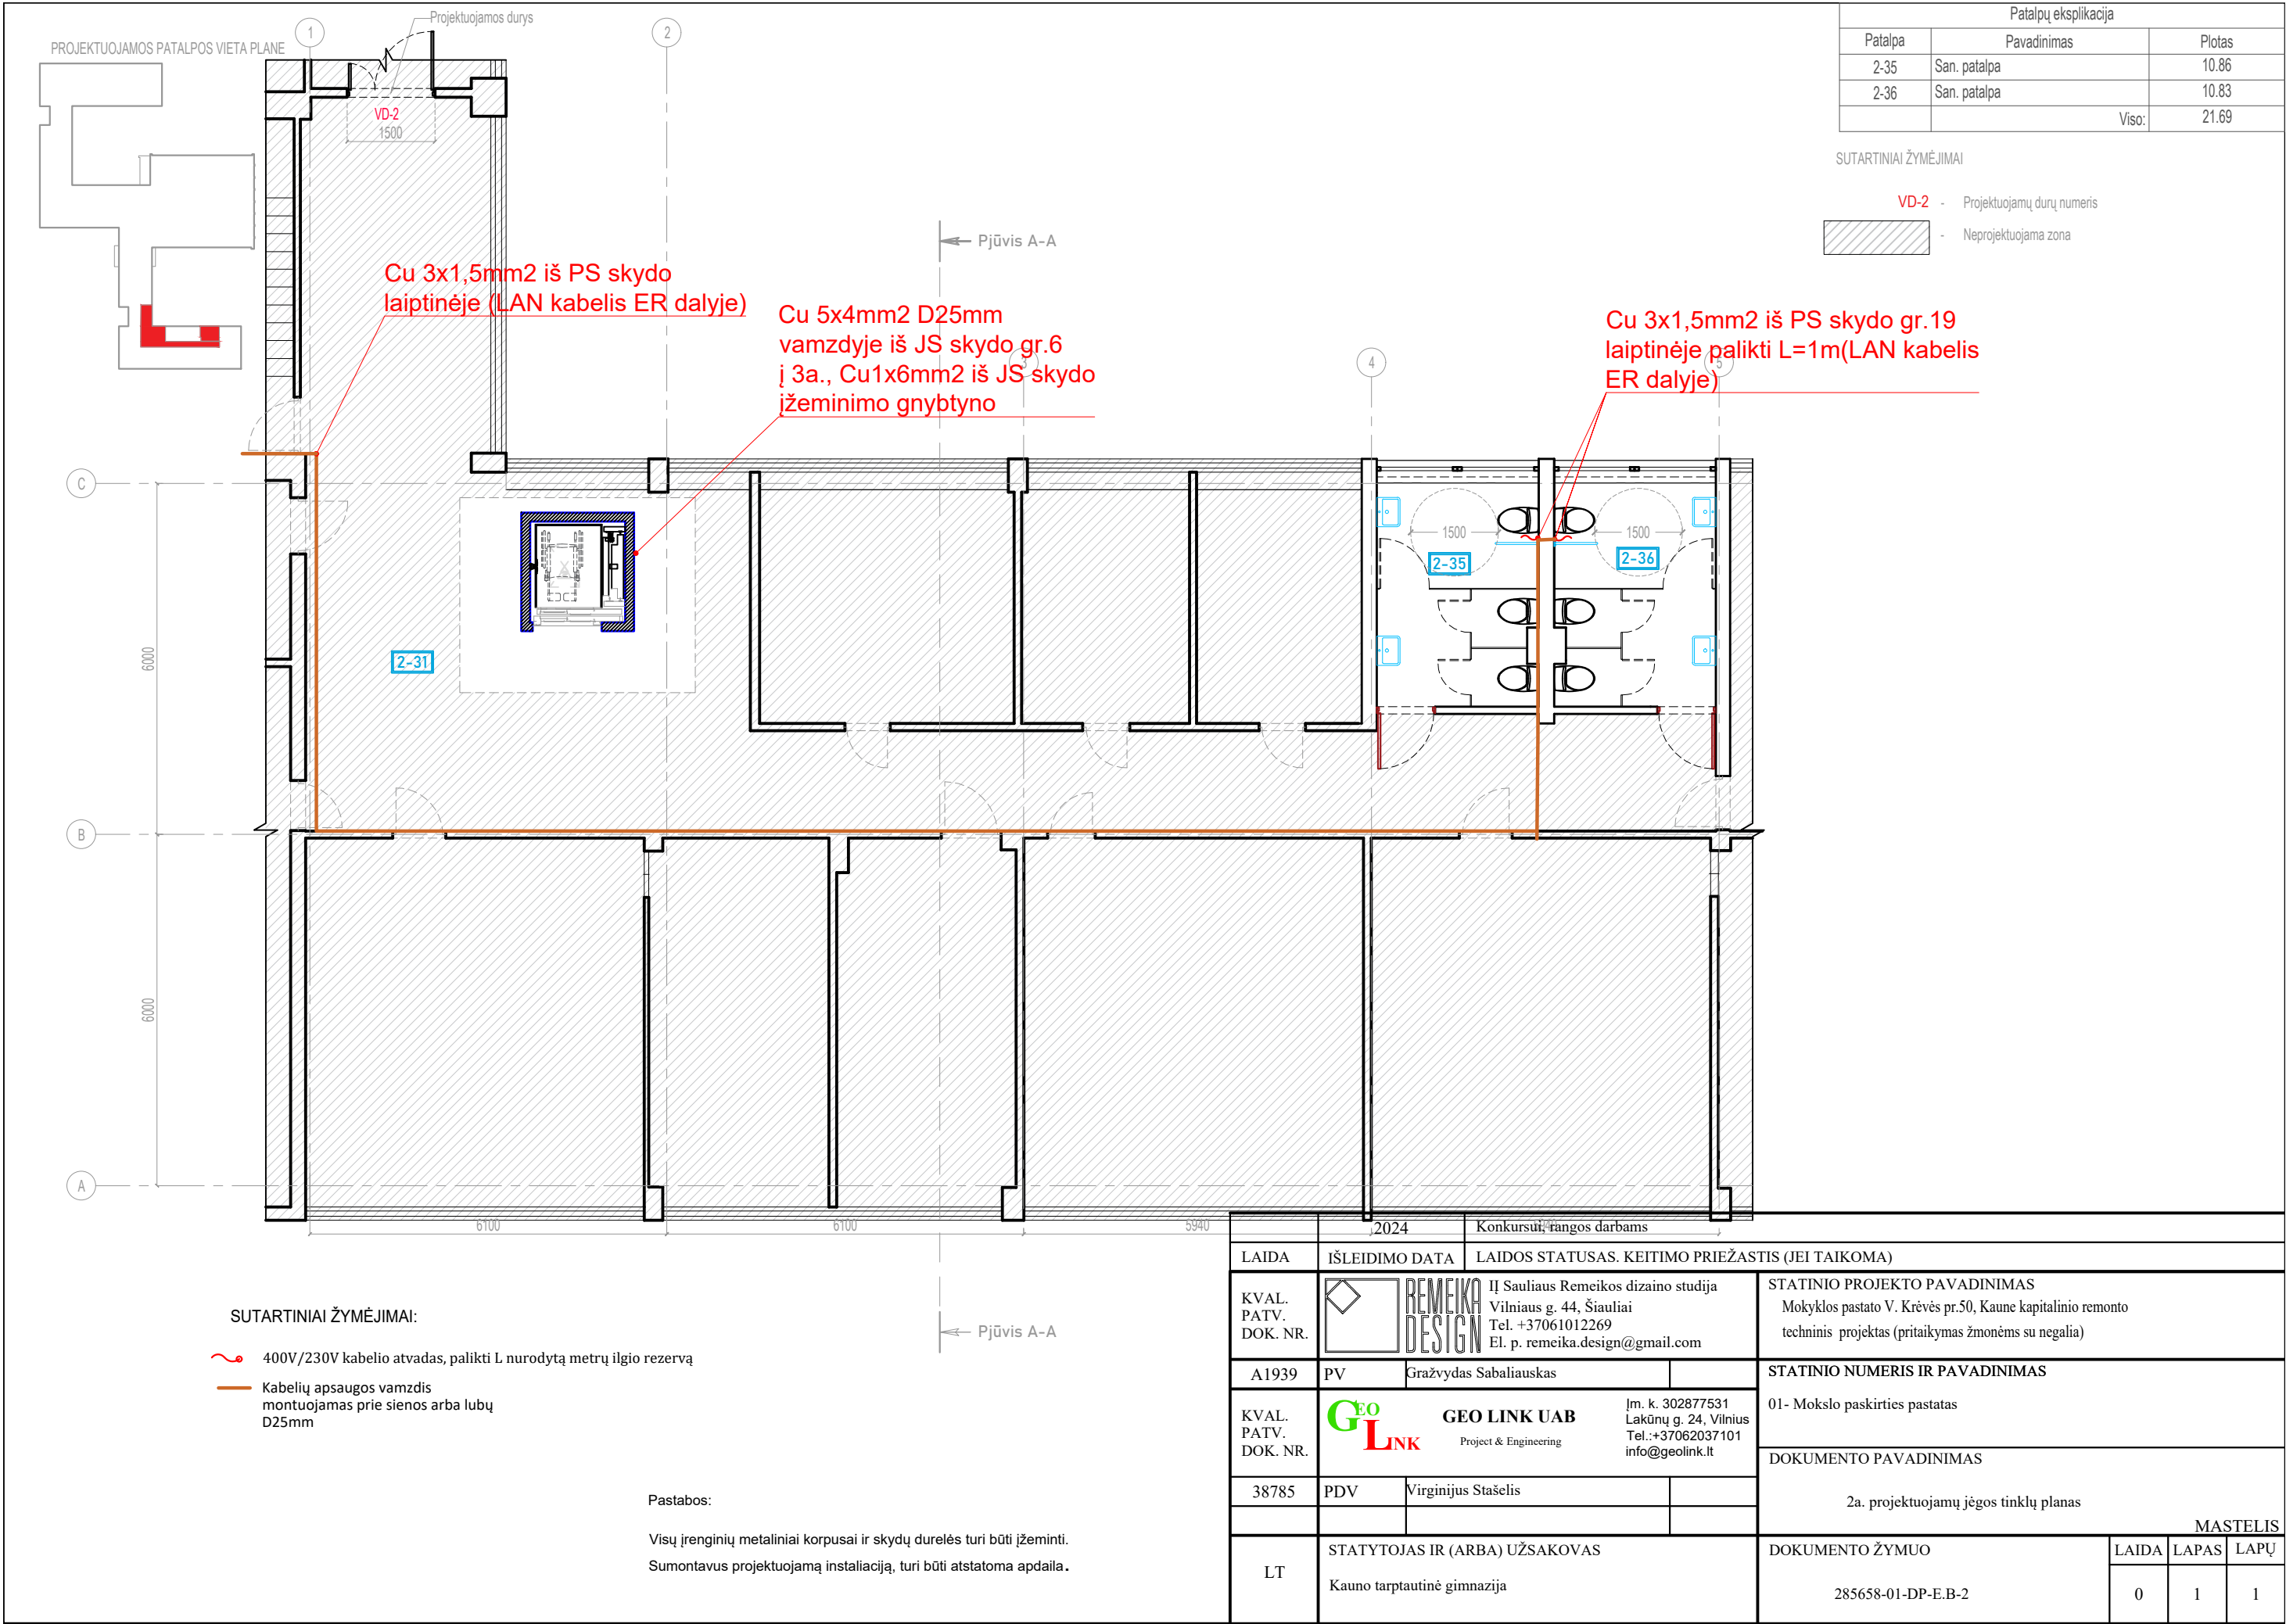 PROJEKTUOJAMOS PATALPOS VIETA PLANE
1
Projektuojamos durys
2
VD-2
1500
Patalpų eksplikacija
Patalpa Pavadinimas Plotas
2-35 San. patalpa 10.86
2-36 San. patalpa 10.83
Viso: 21.69
SUTARTINIAI ŽYMĖJIMAI
VD-2 - Projektuojamų durų numeris
- Neprojektuojama zona
Pjūvis A-A
Cu 3x1,5mm2 iš PS skydo
laiptinėje (LAN kabelis ER dalyje)
Cu 5x4mm2 D25mm
vamzdyje iš JS skydo gr.6
į 3a., Cu1x6mm2 iš JS skydo
įžeminimo gnybtyno
3
4
Cu 3x1,5mm2 iš PS skydo gr.19
laiptinėje palikti L=1m(LAN kabelis
ER dalyje)
5
C
1500
1500
2-35
2-36
2-31
6000
B
6000
A
6100
6100
5940
Pjūvis A-A
SUTARTINIAI ŽYMĖJIMAI:
400V/230V kabelio atvadas, palikti L nurodytą metrų ilgio rezervą
Kabelių apsaugos vamzdis
montuojamas prie sienos arba lubų
D25mm
Pastabos:
Visų įrenginių metaliniai korpusai ir skydų durelės turi būti įžeminti.
Sumontavus projektuojamą instaliaciją, turi būti atstatoma apdaila.
2024 Konkursui, rangos darbams
LAIDA IŠLEIDIMO DATA LAIDOS STATUSAS. KEITIMO PRIEŽASTIS (JEI TAIKOMA)
KVAL.
PATV.
DOK. NR.
REMEIKA
DESIGN
IĮ Sauliaus Remeikos dizaino studija
Vilniaus g. 44, Šiauliai
Tel. +37061012269
El. p. remeika.design@gmail.com
STATINIO PROJEKTO PAVADINIMAS
Mokyklos pastato V. Krėvės pr.50, Kaune kapitalinio remonto
techninis projektas (pritaikymas žmonėms su negalia)
A1939 PV Gražvydas Sabaliauskas
STATINIO NUMERIS IR PAVADINIMAS
01- Mokslo paskirties pastatas
KVAL.
PATV.
DOK. NR.
GEO
LINK
GEO LINK UAB
Project & Engineering
Įm. k. 302877531
Lakūnų g. 24, Vilnius
Tel.:+37062037101
info@geolink.lt
DOKUMENTO PAVADINIMAS
2a. projektuojamų jėgos tinklų planas
MASTELIS
38785 PDV Virginijus Stašelis
LT
STATYTOJAS IR (ARBA) UŽSAKOVAS
Kauno tarptautinė gimnazija
DOKUMENTO ŽYMUO
285658-01-DP-E.B-2
LAIDA LAPAS LAPŲ
0 1 1